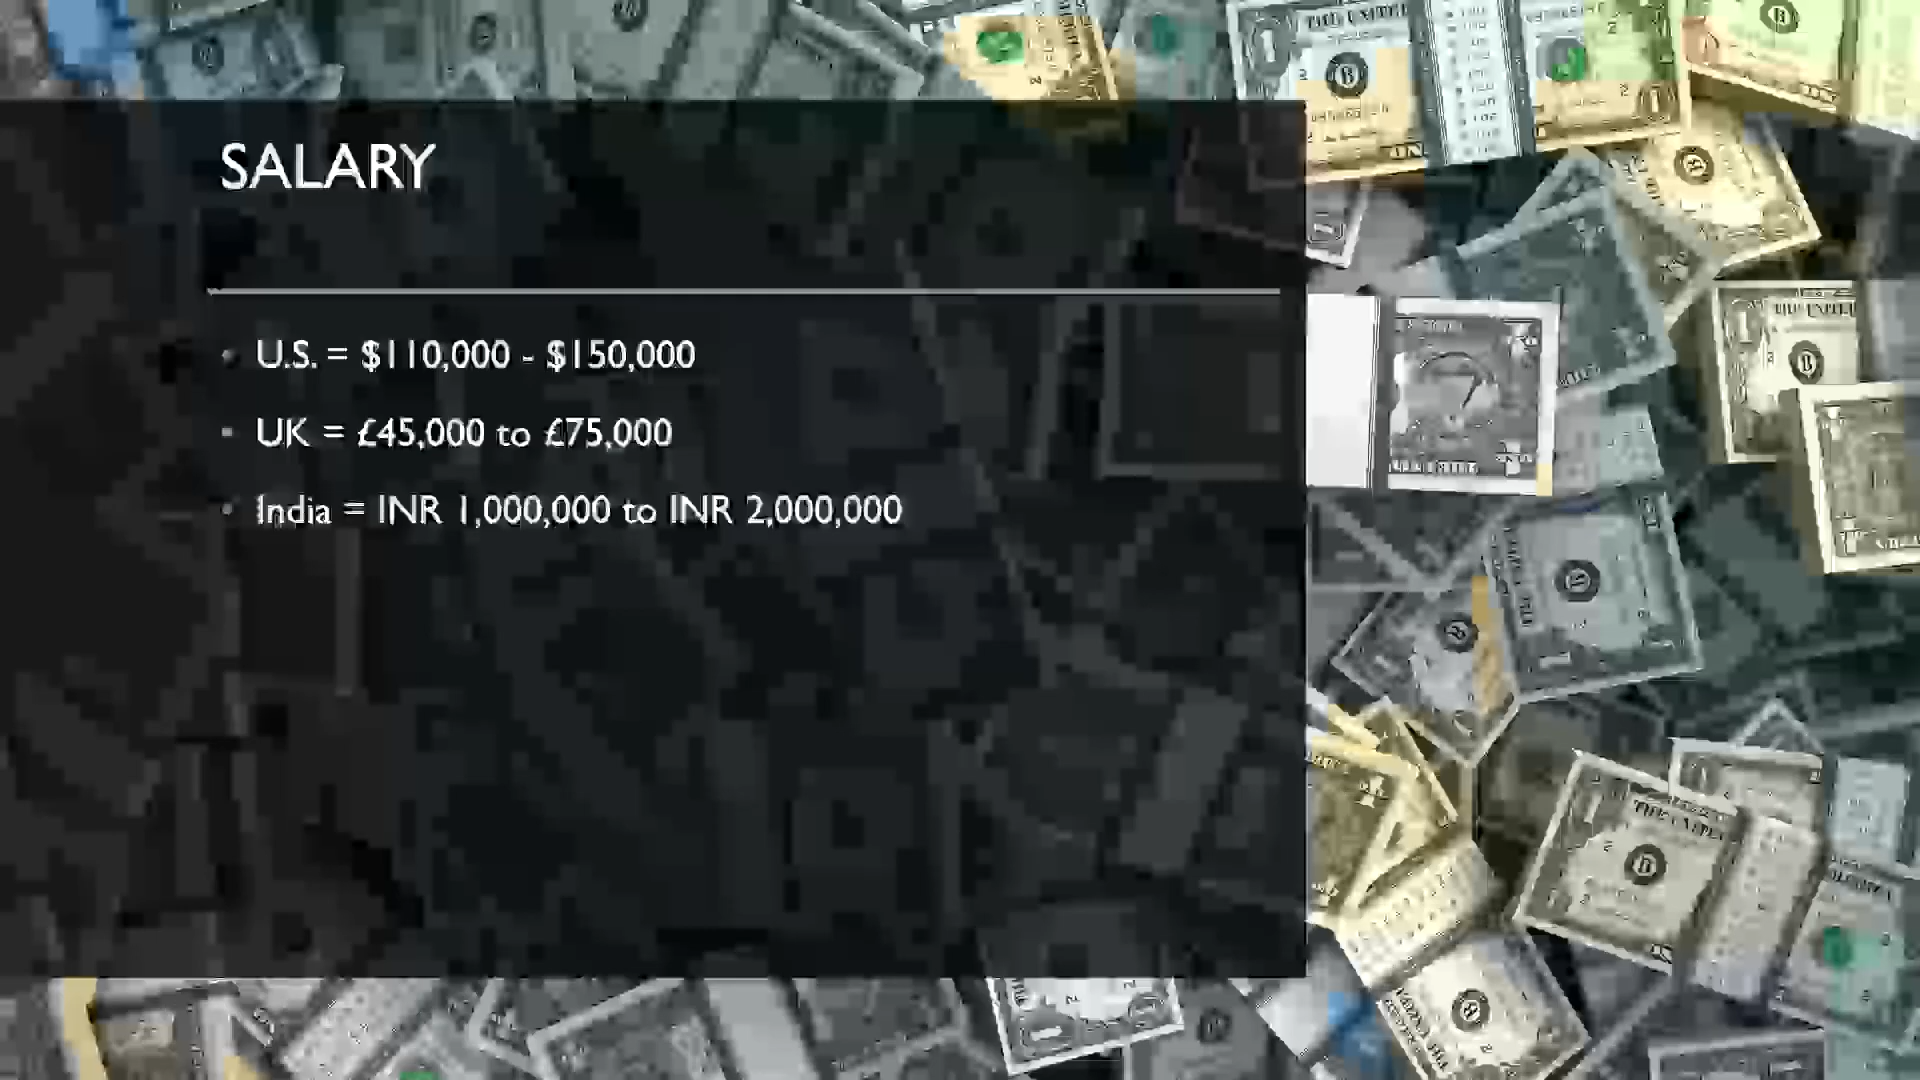 SALARY
U.S. = $110,000 - $150,000
UK = £45,000 to £75,000
India = INR 1,000,000 to INR 2,000,000